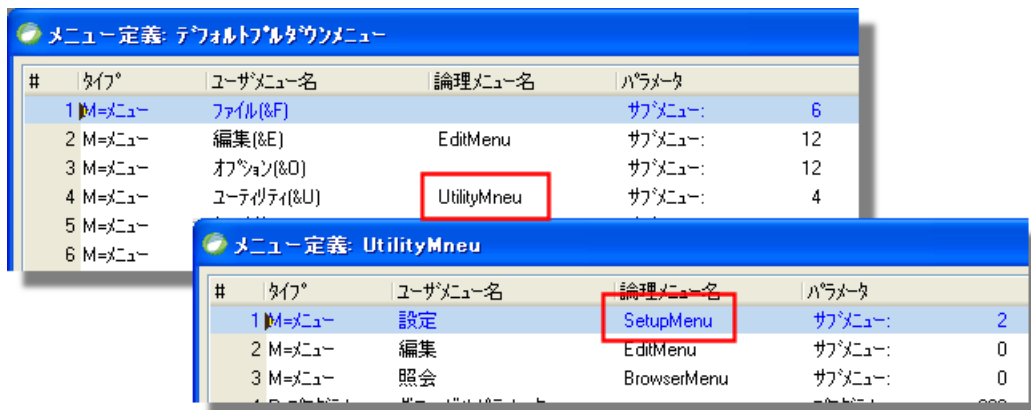 メニュー定義: デフォルトプルダウンメニュー
# タイプ ユーザメニュー名 論理メニュー名 パラメータ
1 M=メニュー ファイル(&F) サブメニュー: 6
2 M=メニュー 編集(&E) EditMenu サブメニュー: 12
3 M=メニュー オプション(&O) サブメニュー: 12
4 M=メニュー ユーティリティ(&U) UtilityMneu サブメニュー: 4
5 M=メニュー
6 M=メニュー
メニュー定義: UtilityMneu
# タイプ ユーザメニュー名 論理メニュー名 パラメータ
1 M=メニュー 設定 SetupMenu サブメニュー: 2
2 M=メニュー 編集 EditMenu サブメニュー: 0
3 M=メニュー 照会 BrowserMenu サブメニュー: 0